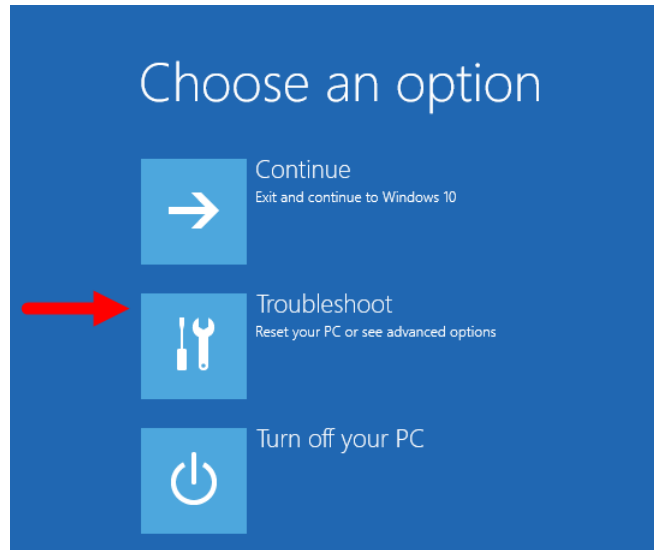 Choose an option
Continue
Exit and continue to Windows 10
Troubleshoot
Reset your PC or see advanced options
Turn off your PC